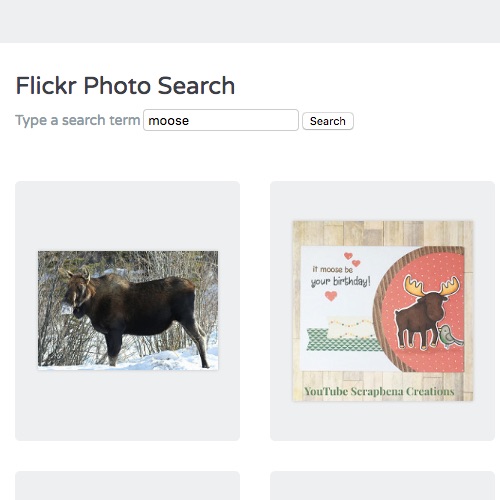 Flickr Photo Search
Type a search term moose Search
it moose be
your birthday!
YouTube Scrapbena Creations